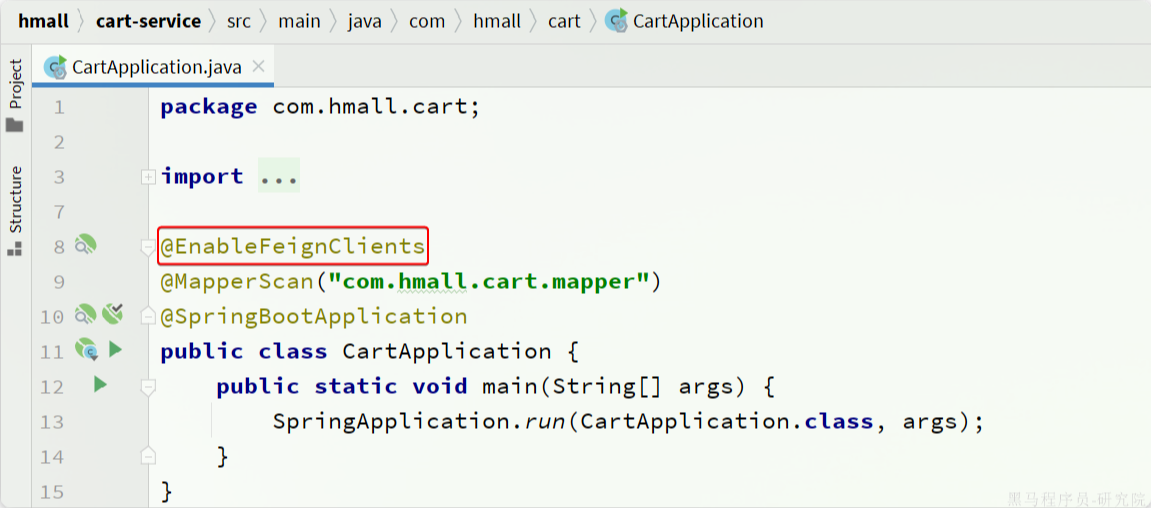 hmall cart-service src main java com hmall cart CartApplication
CartApplication.java
Project
Structure
1 package com.hmall.cart;
2
3 import ...
7
8 @EnableFeignClients
9 @MapperScan("com.hmall.cart.mapper")
10 @SpringBootApplication
11 public class CartApplication {
12 public static void main(String[] args) {
13 SpringApplication.run(CartApplication.class, args);
14 }
15 }
黑马程序员-研究院